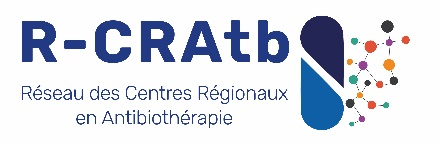 R-CRAtb
Réseau des Centres Régionaux
en Antibiothérapie